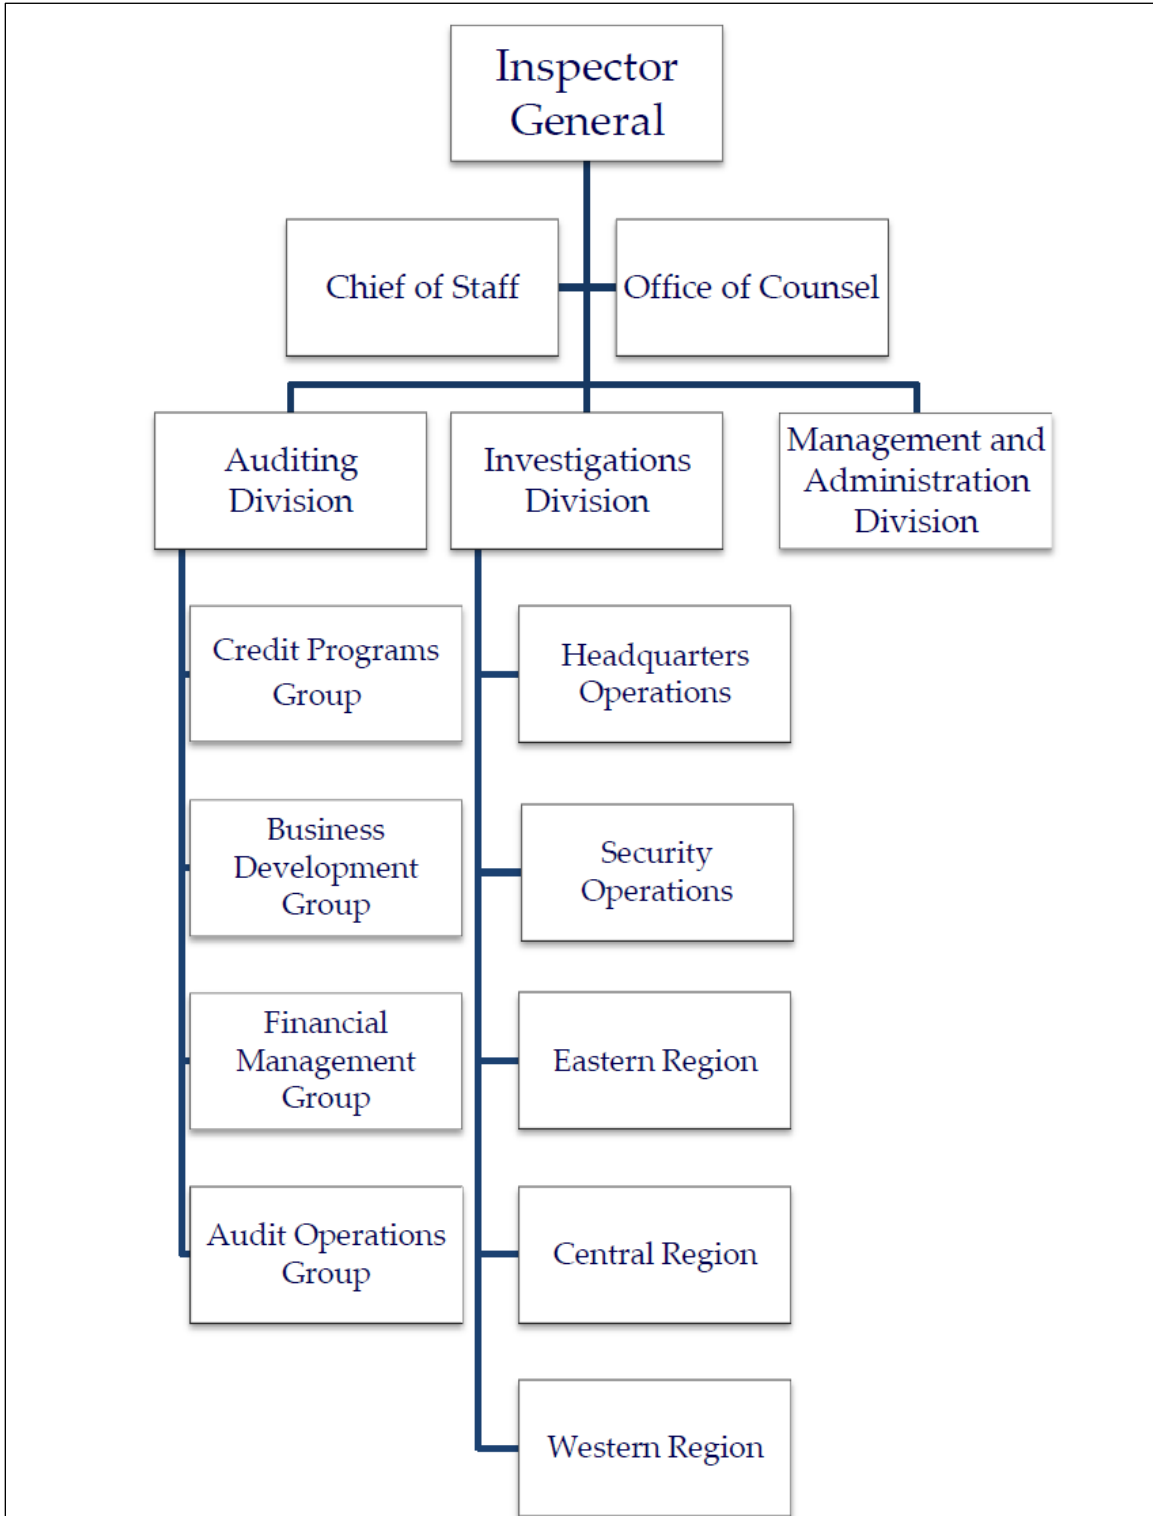 Inspector
General
Chief of Staff
Office of Counsel
Auditing
Division
Investigations
Division
Management and
Administration
Division
Credit Programs
Group
Business
Development
Group
Financial
Management
Group
Audit Operations
Group
Headquarters
Operations
Security
Operations
Eastern Region
Central Region
Western Region